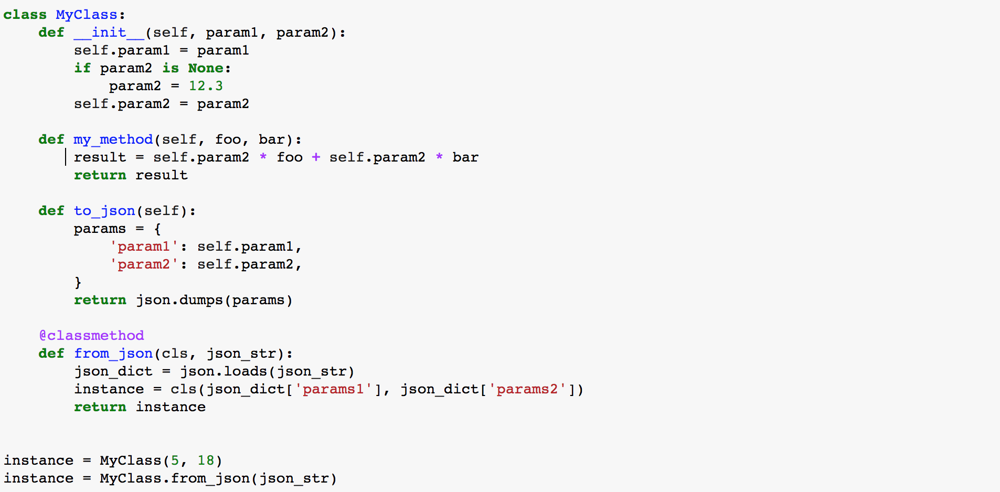 class MyClass:
    def __init__(self, param1, param2):
        self.param1 = param1
        if param2 is None:
            param2 = 12.3
        self.param2 = param2

    def my_method(self, foo, bar):
        result = self.param2 * foo + self.param2 * bar
        return result

    def to_json(self):
        params = {
            'param1': self.param1,
            'param2': self.param2,
        }
        return json.dumps(params)

    @classmethod
    def from_json(cls, json_str):
        json_dict = json.loads(json_str)
        instance = cls(json_dict['params1'], json_dict['params2'])
        return instance


instance = MyClass(5, 18)
instance = MyClass.from_json(json_str)